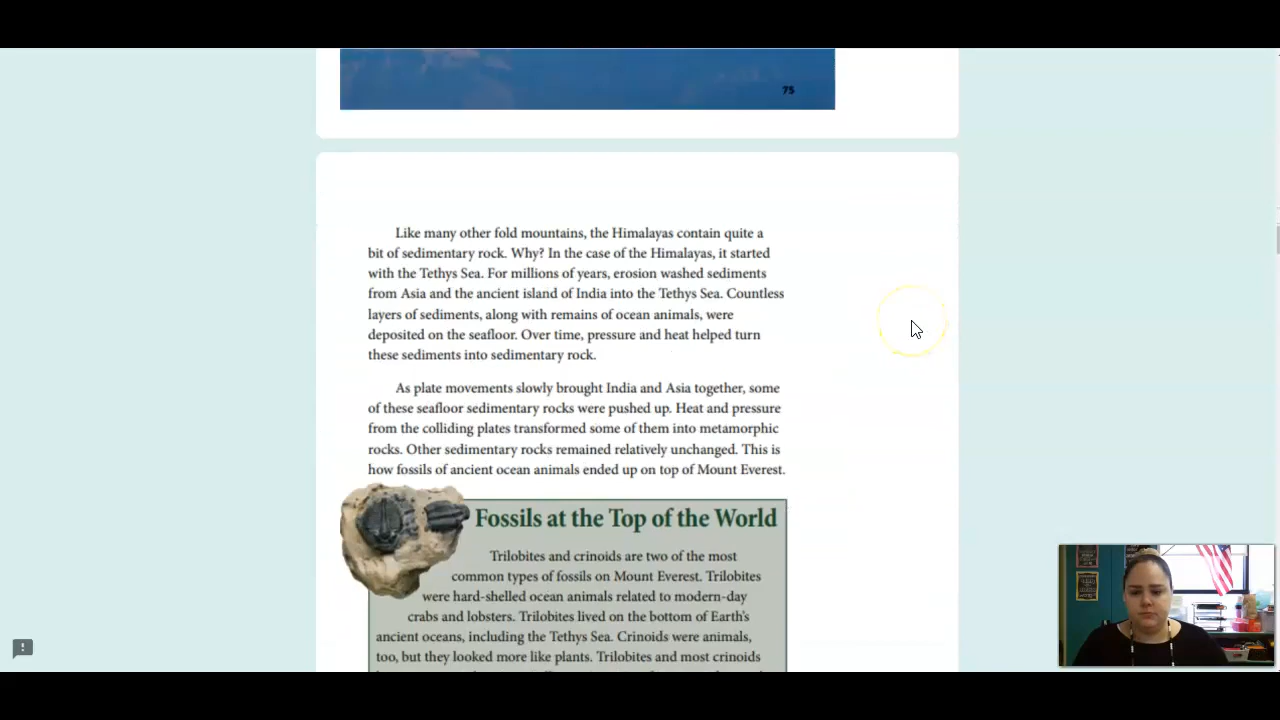 75
Like many other fold mountains, the Himalayas contain quite a
bit of sedimentary rock. Why? In the case of the Himalayas, it started
with the Tethys Sea. For millions of years, erosion washed sediments
from Asia and the ancient island of India into the Tethys Sea. Countless
layers of sediments, along with remains of ocean animals, were
deposited on the seafloor. Over time, pressure and heat helped turn
these sediments into sedimentary rock.
As plate movements slowly brought India and Asia together, some
of these seafloor sedimentary rocks were pushed up. Heat and pressure
from the colliding plates transformed some of them into metamorphic
rocks. Other sedimentary rocks remained relatively unchanged. This is
how fossils of ancient ocean animals ended up on top of Mount Everest.
Fossils at the Top of the World
Trilobites and crinoids are two of the most
common types of fossils on Mount Everest. Trilobites
were hard-shelled ocean animals related to modern-day
crabs and lobsters. Trilobites lived on the bottom of Earth's
ancient oceans, including the Tethys Sea. Crinoids were animals,
too, but they looked more like plants. Trilobites and most crinoids